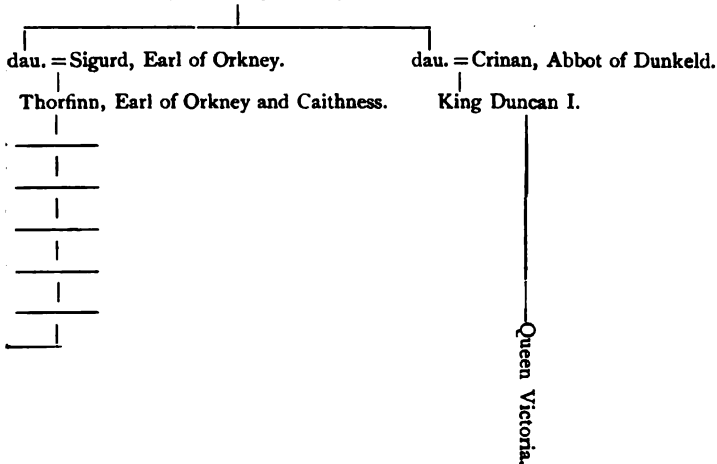 dau. = Sigurd, Earl of Orkney. dau. = Crinan, Abbot of Dunkeld.
Thorfinn, Earl of Orkney and Caithness. King Duncan I.
Queen Victoria.